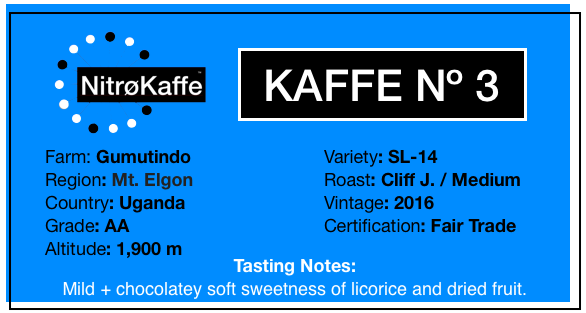 NitrøKaffe™
KAFFE Nº 3
Farm: Gumutindo
Region: Mt. Elgon
Country: Uganda
Grade: AA
Altitude: 1,900 m
Variety: SL-14
Roast: Cliff J. / Medium
Vintage: 2016
Certification: Fair Trade
Tasting Notes:
Mild + chocolatey soft sweetness of licorice and dried fruit.